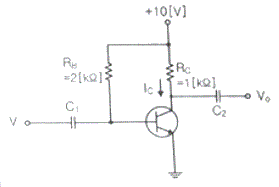 +10[V]
R_B
=2[kΩ]
R_C
=1[kΩ]
I_C
C_1
C_2
V
V_o